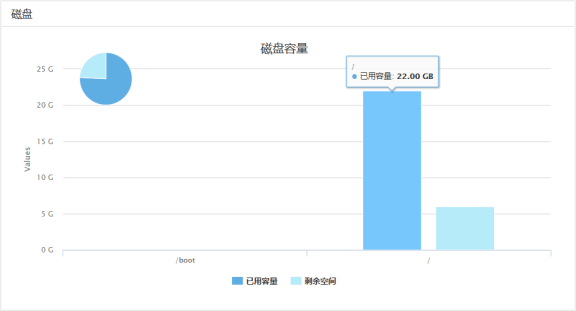 磁盘
磁盘容量
/
已用容量: 22.00 GB
25 G
20 G
15 G
10 G
5 G
0 G
Values
/boot
/
已用容量
剩余空间